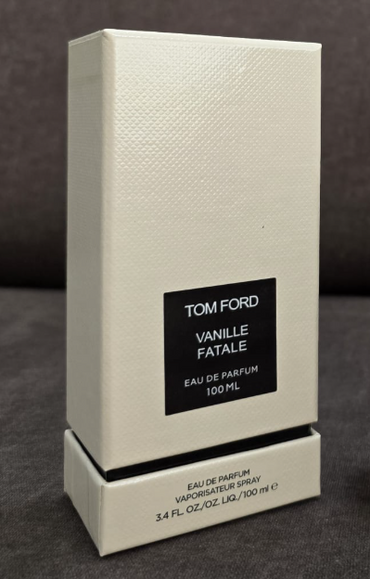 TOM FORD
VANILLE
FATALE
EAU DE PARFUM
100 ML
EAU DE PARFUM
VAPORISATEUR SPRAY
3.4 FL. OZ./OZ. LIQ./100 ml ℮